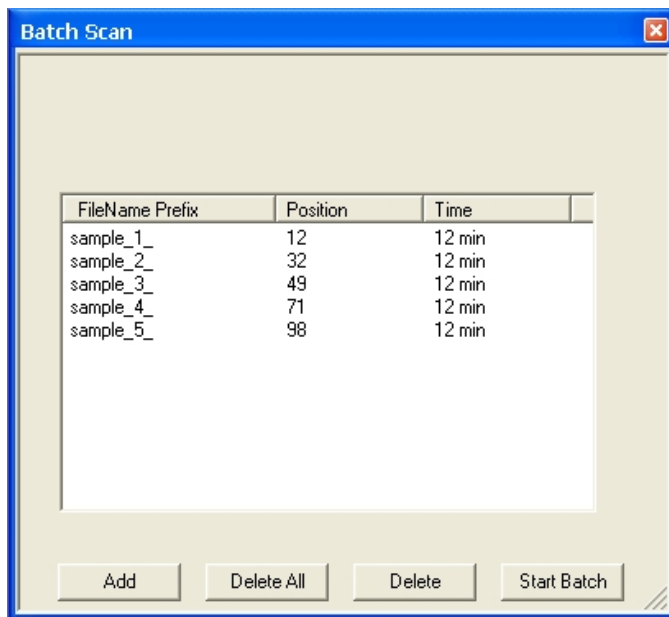 Batch Scan
FileName Prefix Position Time
sample_1_ 12 12 min
sample_2_ 32 12 min
sample_3_ 49 12 min
sample_4_ 71 12 min
sample_5_ 98 12 min
Add Delete All Delete Start Batch